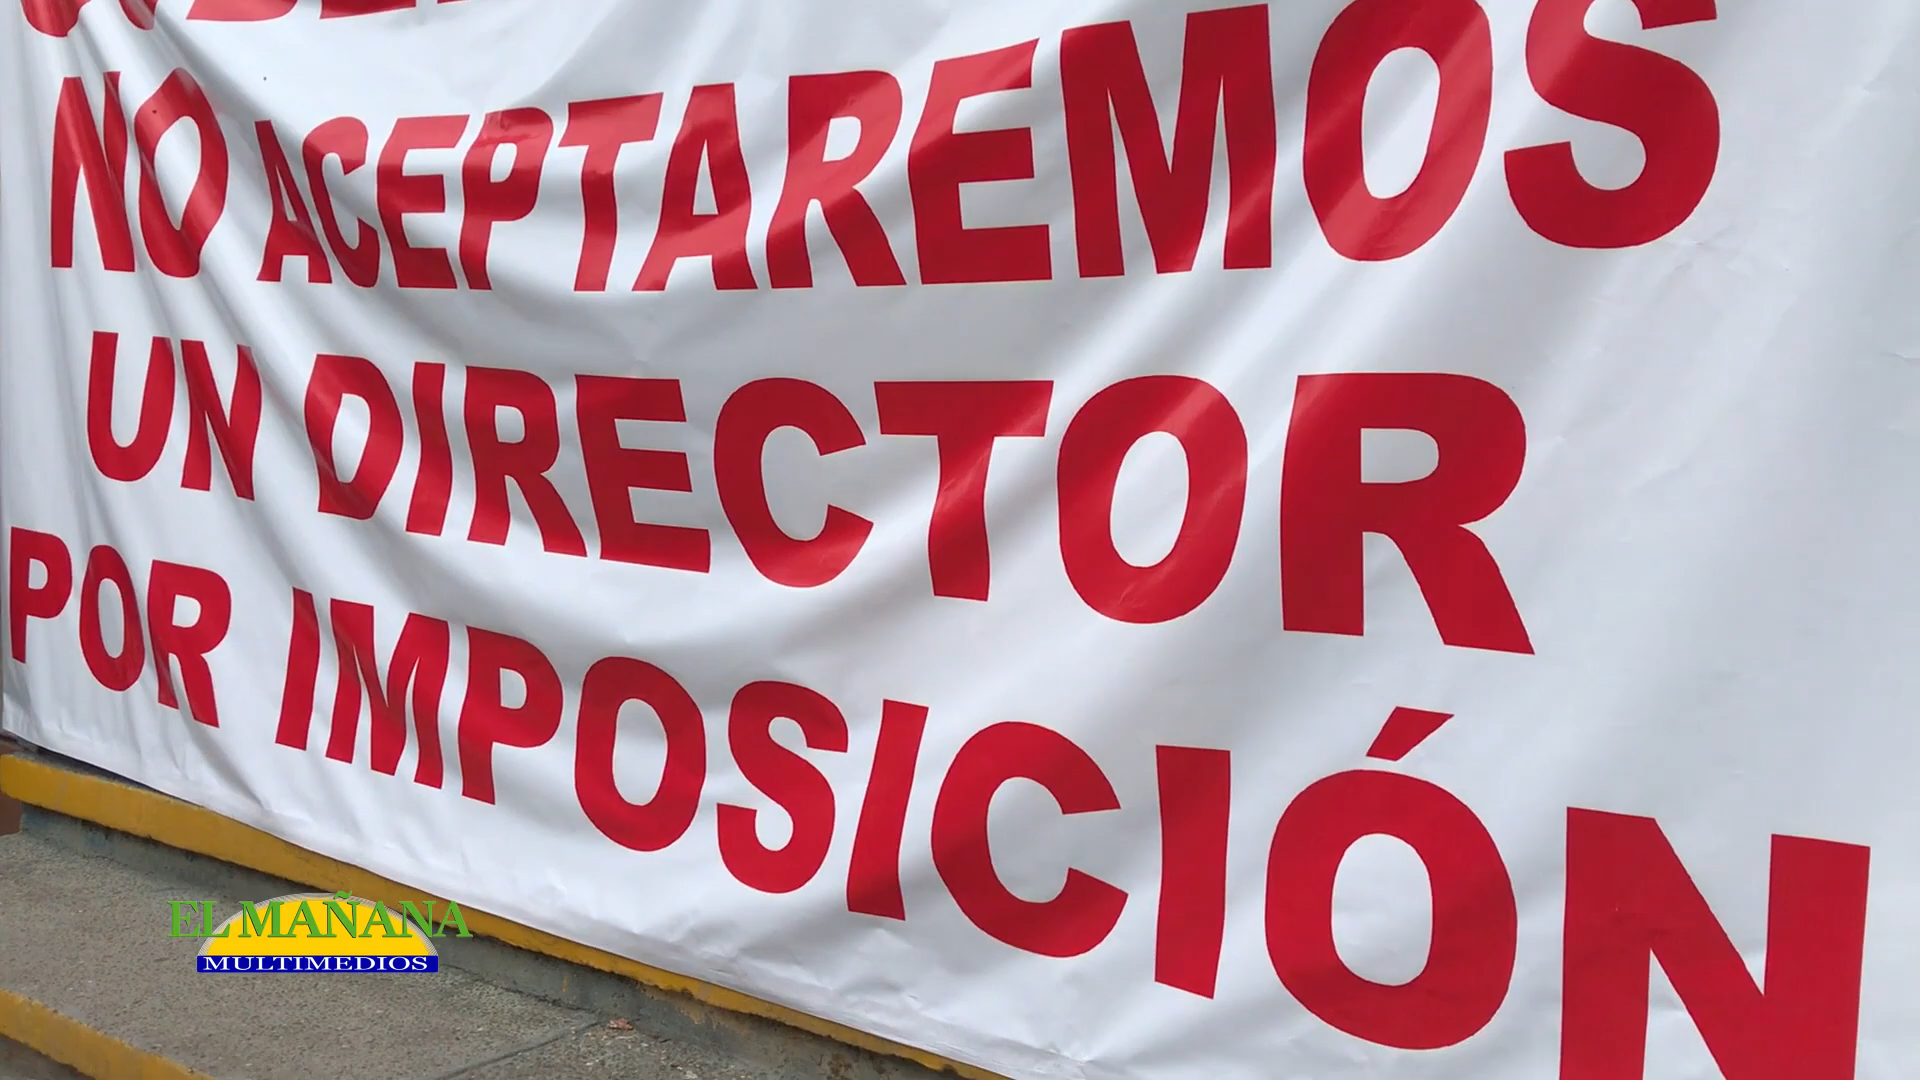 NO ACEPTAREMOS
UN DIRECTOR
POR IMPOSICIÓN
EL MAÑANA
MULTIMEDIOS